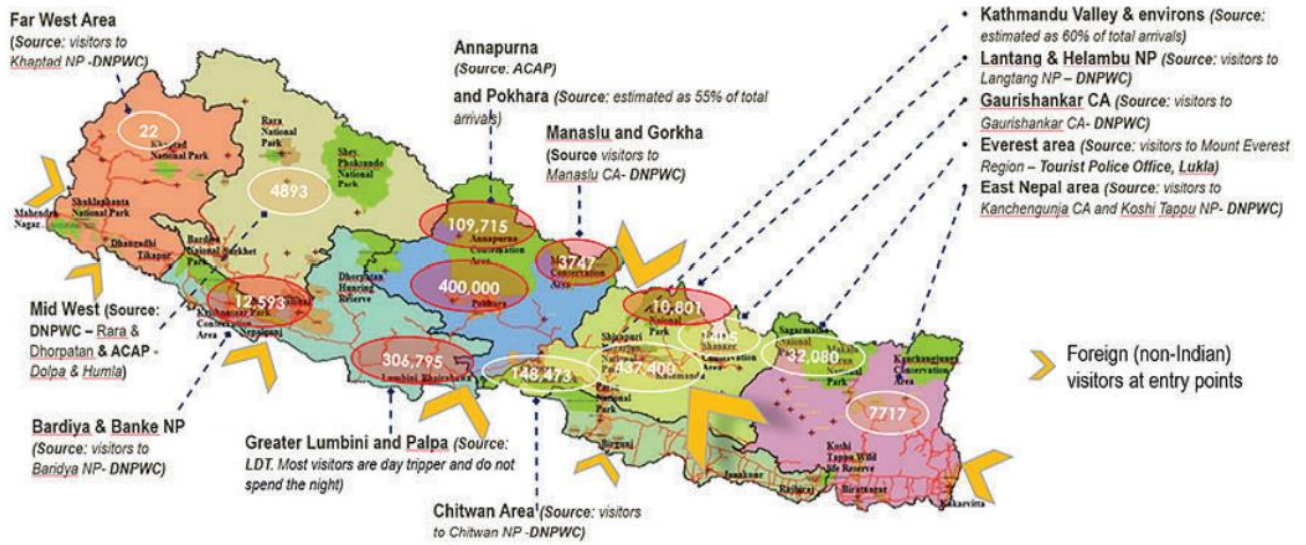 Far West Area
(Source: visitors to
Khaptad NP -DNPWC)
Annapurna
(Source: ACAP)
and Pokhara (Source: estimated as 55% of total
arrivals)
Manaslu and Gorkha
(Source visitors to
Manaslu CA- DNPWC)
• Kathmandu Valley & environs (Source:
estimated as 60% of total arrivals)
• Lantang & Helambu NP (Source: visitors to
Langtang NP – DNPWC)
• Gaurishankar CA (Source: visitors to
Gaurishankar CA- DNPWC)
• Everest area (Source: visitors to Mount Everest
Region – Tourist Police Office, Lukla)
• East Nepal area (Source: visitors to
Kanchengunja CA and Koshi Tappu NP- DNPWC)
22
Khaptad
National Park
Rara
National
Park
Shey
Phoksundo
National
Park
4893
Shuklaphanta
National Park
Mahendra
Nagar
Dhangadhi
Tikapur
Bardiya
National
Park
Surkhet
12,593
Conservation
Area
Nepalgunj
Dhorpatan
Hunting
Reserve
109,715
Annapurna
Conservation
Area
3747
Conservation
Area
400,000
Pokhara
306,795
Lumbini
Bhairahawa
148,473
National
Park
10,801
National
Park
Shivapuri
437,400
Kathmandu
1405
Shanker
Conservation
Area
Sagarmatha
32,080
National
Park
Kanchanjunga
Conservation
Area
7717
Koshi
Tappu Wild
life Reserve
Birgunj
Janakpur
Rajbiraj
Biratnagar
Kakarvitta
Mid West (Source:
DNPWC – Rara &
Dhorpatan & ACAP -
Dolpa & Humla)
Bardiya & Banke NP
(Source: visitors to
Baridya NP- DNPWC)
Greater Lumbini and Palpa (Source:
LDT. Most visitors are day tripper and do not
spend the night)
Chitwan Area (Source: visitors
to Chitwan NP -DNPWC)
Foreign (non-Indian)
visitors at entry points